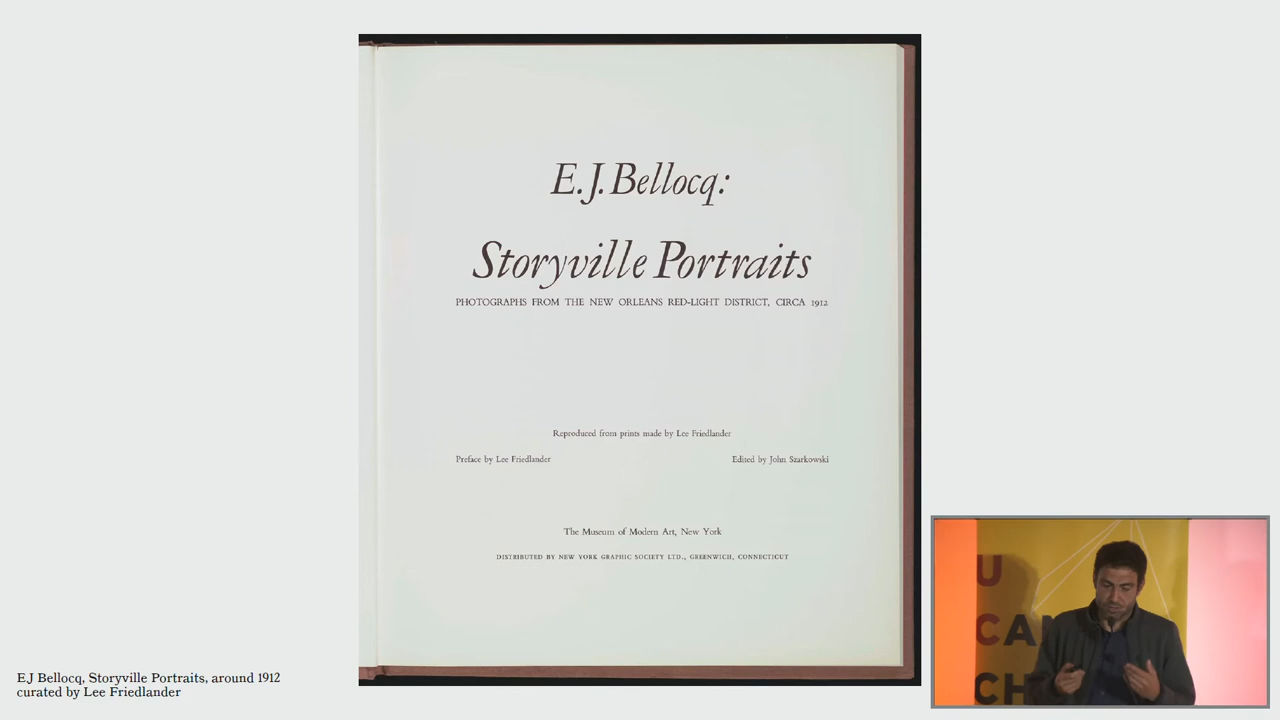 E. J. Bellocq:
Storyville Portraits
PHOTOGRAPHS FROM THE NEW ORLEANS RED-LIGHT DISTRICT, CIRCA 1912
Reproduced from prints made by Lee Friedlander
Preface by Lee Friedlander
Edited by John Szarkowski
The Museum of Modern Art, New York
DISTRIBUTED BY NEW YORK GRAPHIC SOCIETY LTD., GREENWICH, CONNECTICUT
EJ Bellocq, Storyville Portraits, around 1912
curated by Lee Friedlander
U
CA
CH